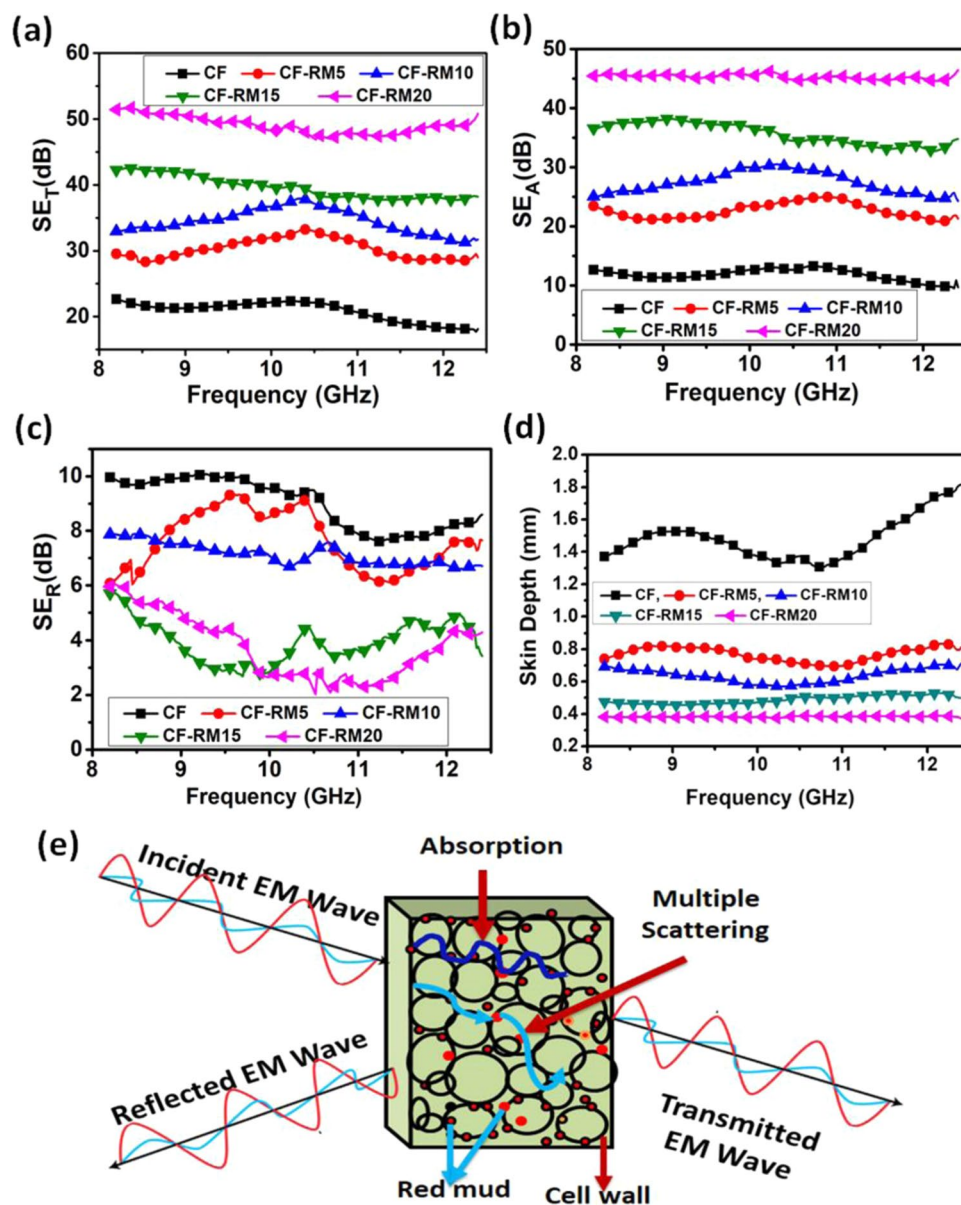 (a)
60
50
40
30
20
SE_T(dB)
CF CF-RM5 CF-RM10
CF-RM15 CF-RM20
8 9 10 11 12
Frequency (GHz)
(b)
50
40
30
20
10
0
SE_A(dB)
CF CF-RM5 CF-RM10
CF-RM15 CF-RM20
8 9 10 11 12
Frequency (GHz)
(c)
10
8
6
4
2
0
SE_R(dB)
CF CF-RM5 CF-RM10
CF-RM15 CF-RM20
8 9 10 11 12
Frequency (GHz)
(d)
2.0
1.8
1.6
1.4
1.2
1.0
0.8
0.6
0.4
0.2
Skin Depth (mm)
CF, CF-RM5, CF-RM10
CF-RM15 CF-RM20
8 9 10 11 12
Frequency (GHz)
(e)
Incident EM Wave
Absorption
Multiple
Scattering
Reflected EM Wave
Transmitted
EM Wave
Red mud
Cell wall